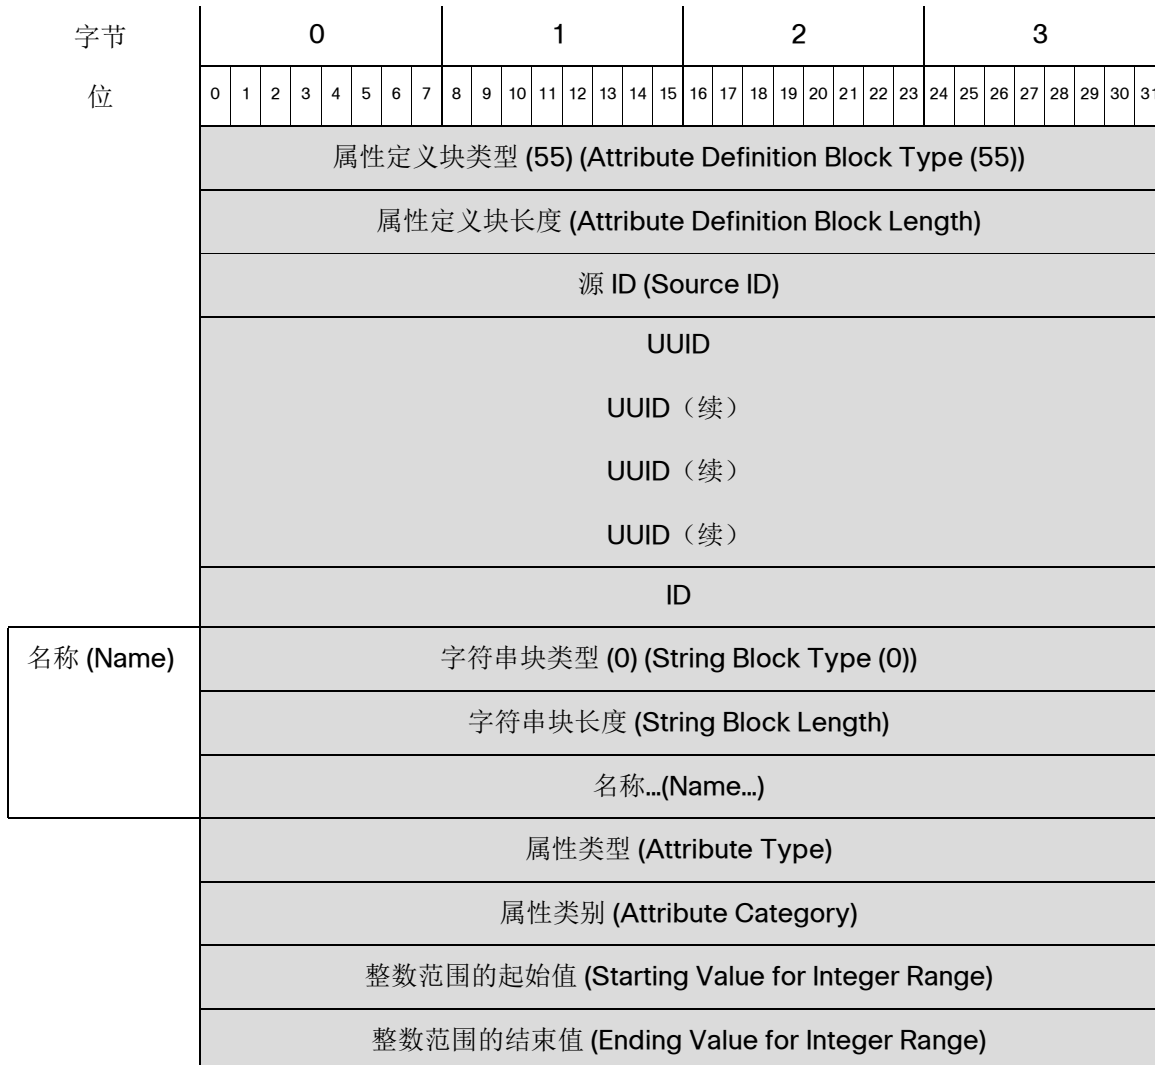 字节 0 1 2 3
位 0 1 2 3 4 5 6 7 8 9 10 11 12 13 14 15 16 17 18 19 20 21 22 23 24 25 26 27 28 29 30 31
属性定义块类型 (55) (Attribute Definition Block Type (55))
属性定义块长度 (Attribute Definition Block Length)
源 ID (Source ID)
UUID
UUID（续）
UUID（续）
UUID（续）
ID
名称 (Name) 字符串块类型 (0) (String Block Type (0))
字符串块长度 (String Block Length)
名称...(Name...)
属性类型 (Attribute Type)
属性类别 (Attribute Category)
整数范围的起始值 (Starting Value for Integer Range)
整数范围的结束值 (Ending Value for Integer Range)